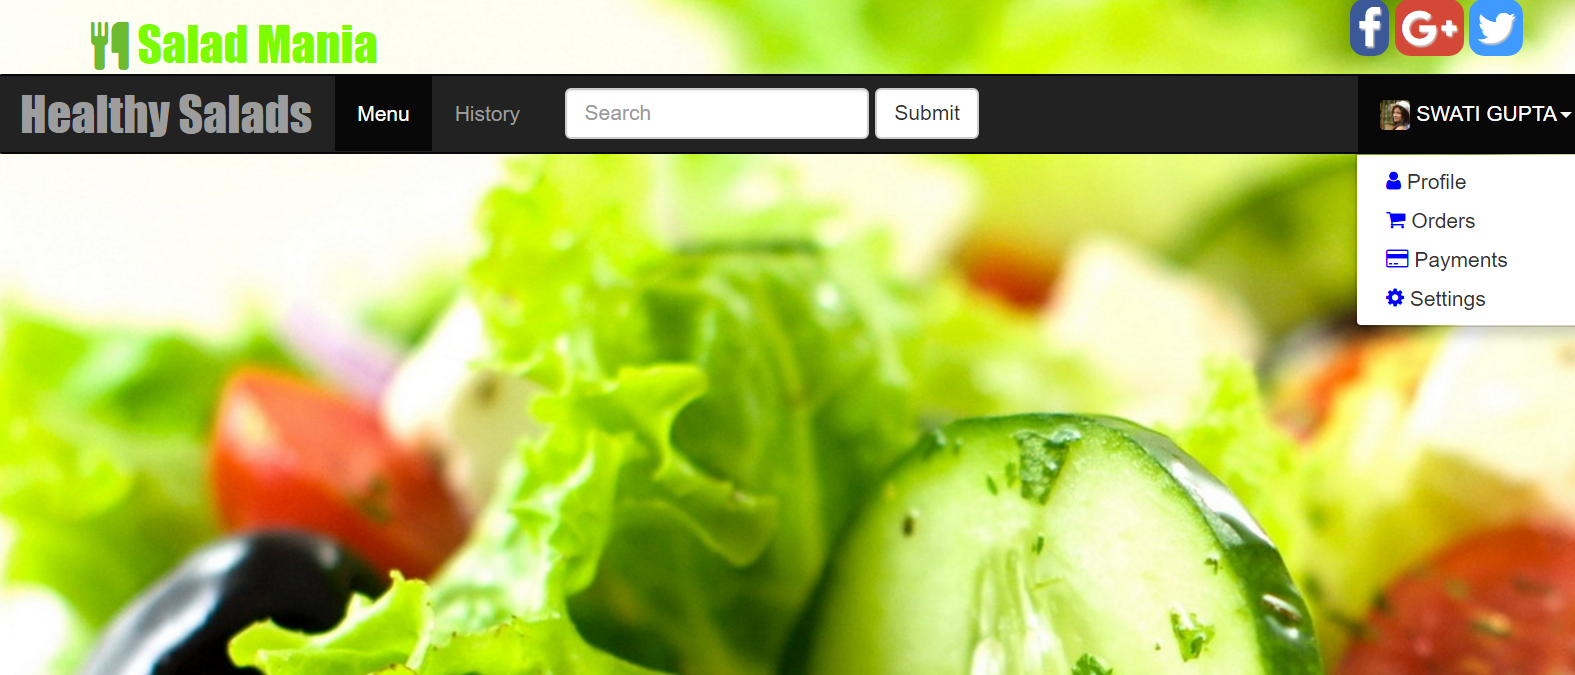 Salad Mania
f G+
Healthy Salads Menu History Search Submit SWATI GUPTA
Profile
Orders
Payments
Settings